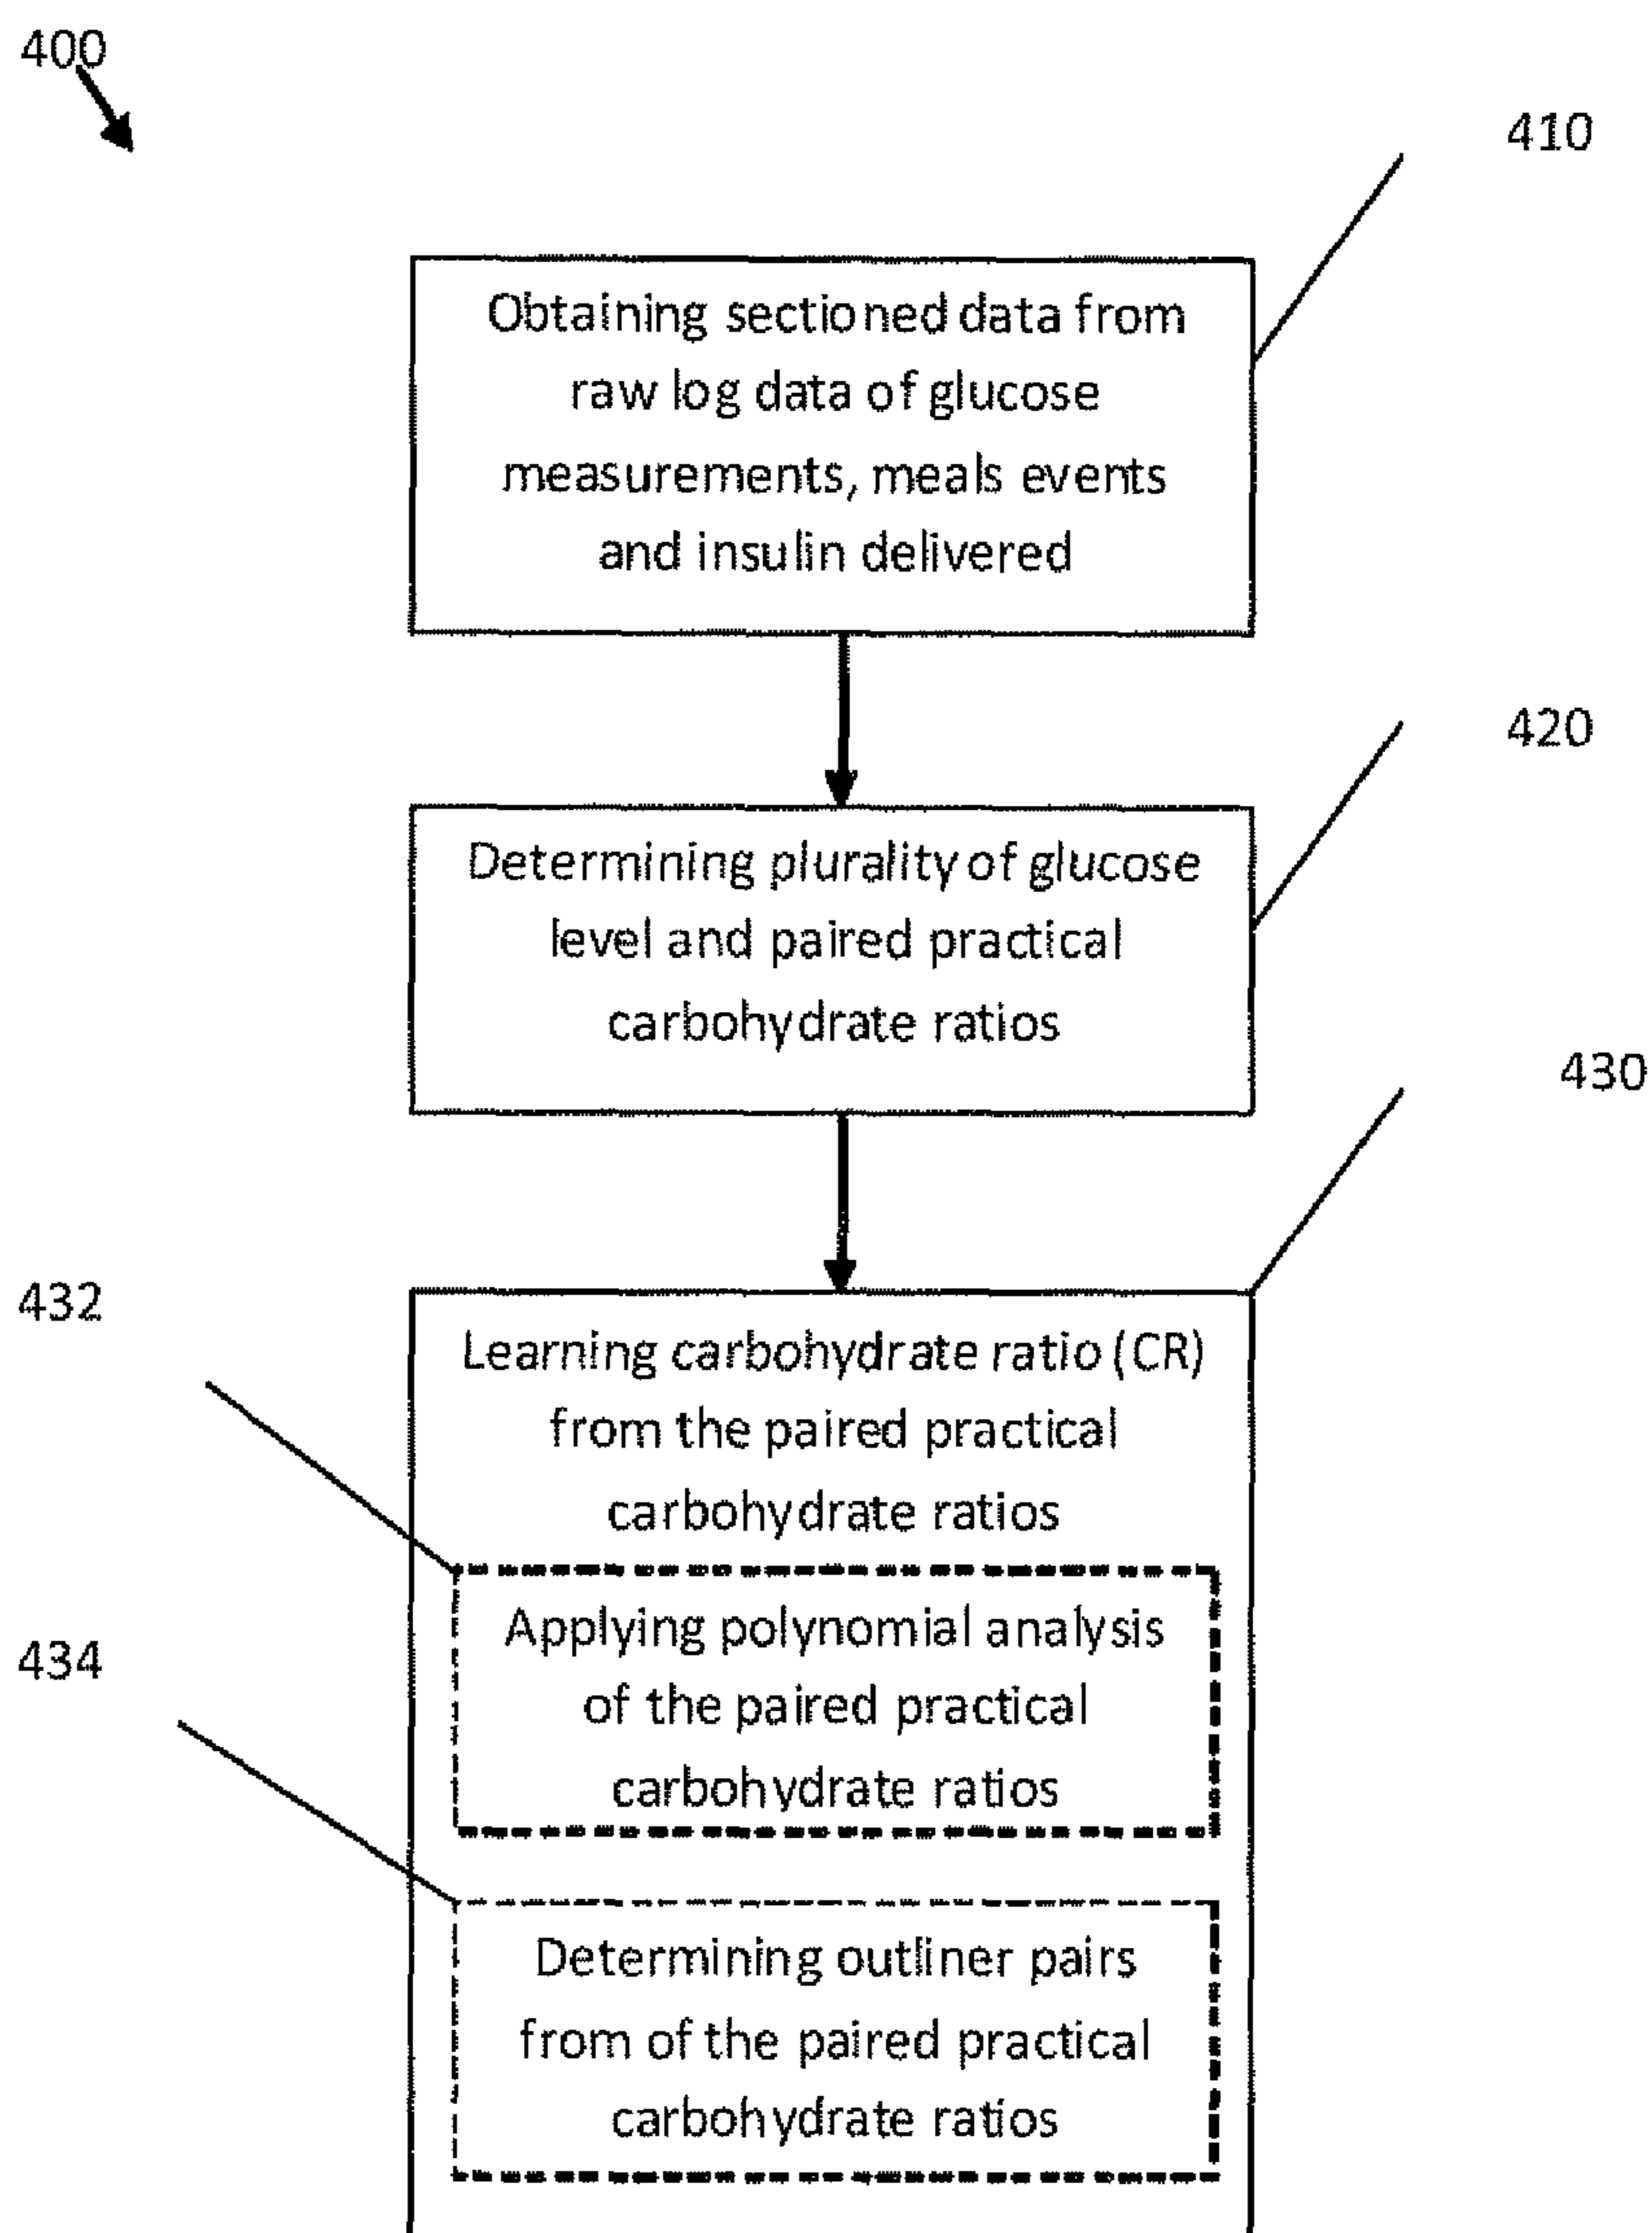 400
410
Obtaining sectioned data from
raw log data of glucose
measurements, meals events
and insulin delivered
420
Determining plurality of glucose
level and paired practical
carbohydrate ratios
430
Learning carbohydrate ratio (CR)
from the paired practical
carbohydrate ratios
432
Applying polynomial analysis
of the paired practical
carbohydrate ratios
434
Determining outliner pairs
from of the paired practical
carbohydrate ratios